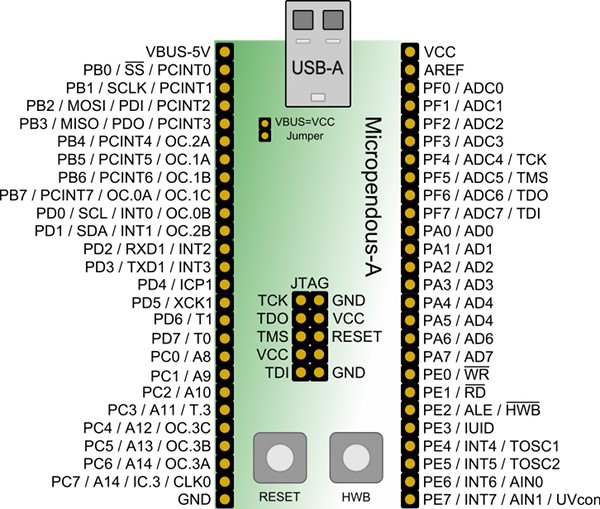 USB-A
VBUS=VCC
Jumper
Micropendous-A
VBUS-5V
PB0 / SS / PCINT0
PB1 / SCLK / PCINT1
PB2 / MOSI / PDI / PCINT2
PB3 / MISO / PDO / PCINT3
PB4 / PCINT4 / OC.2A
PB5 / PCINT5 / OC.1A
PB6 / PCINT6 / OC.1B
PB7 / PCINT7 / OC.0A / OC.1C
PD0 / SCL / INT0 / OC.0B
PD1 / SDA / INT1 / OC.2B
PD2 / RXD1 / INT2
PD3 / TXD1 / INT3
PD4 / ICP1
PD5 / XCK1
PD6 / T1
PD7 / T0
PC0 / A8
PC1 / A9
PC2 / A10
PC3 / A11 / T.3
PC4 / A12 / OC.3C
PC5 / A13 / OC.3B
PC6 / A14 / OC.3A
PC7 / A14 / IC.3 / CLK0
GND
JTAG
TCK GND
TDO VCC
TMS RESET
VCC
TDI GND
RESET
HWB
VCC
AREF
PF0 / ADC0
PF1 / ADC1
PF2 / ADC2
PF3 / ADC3
PF4 / ADC4 / TCK
PF5 / ADC5 / TMS
PF6 / ADC6 / TDO
PF7 / ADC7 / TDI
PA0 / AD0
PA1 / AD1
PA2 / AD2
PA3 / AD3
PA4 / AD4
PA5 / AD4
PA6 / AD6
PA7 / AD7
PE0 / WR
PE1 / RD
PE2 / ALE / HWB
PE3 / IUID
PE4 / INT4 / TOSC1
PE5 / INT5 / TOSC2
PE6 / INT6 / AIN0
PE7 / INT7 / AIN1 / UVcon